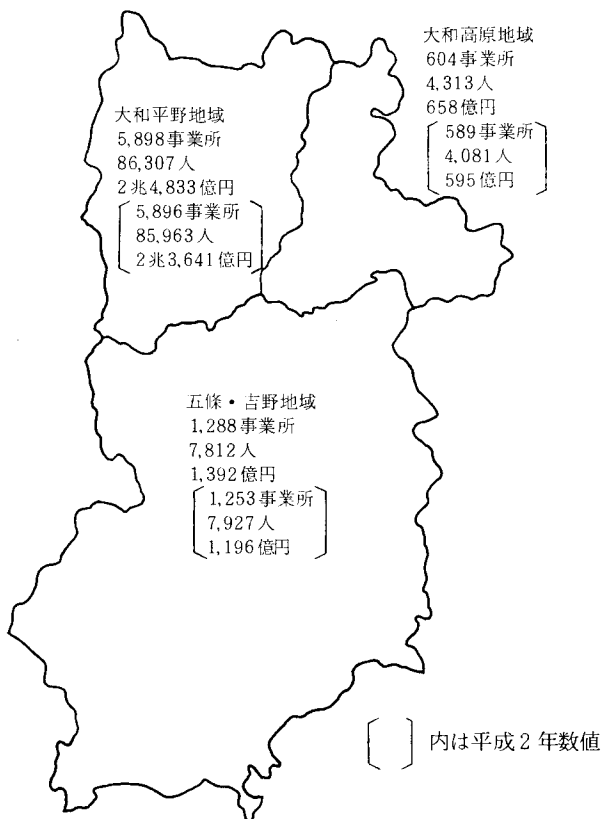 大和高原地域
604事業所
4,313人
658億円
589事業所
4,081人
595億円
大和平野地域
5,898事業所
86,307人
2兆4,833億円
5,896事業所
85,963人
2兆3,641億円
五條・吉野地域
1,288事業所
7,812人
1,392億円
1,253事業所
7,927人
1,196億円
〔 〕内は平成2年数値